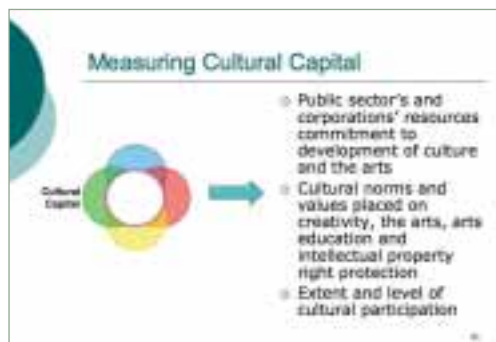 Measuring Cultural Capital
Public sector's and
corporations' resources
commitment to
development of culture
and the arts
Cultural
Capital
Cultural norms and
values placed on
creativity, the arts, arts
education and
intellectual property
right protection
Extent and level of
cultural participation